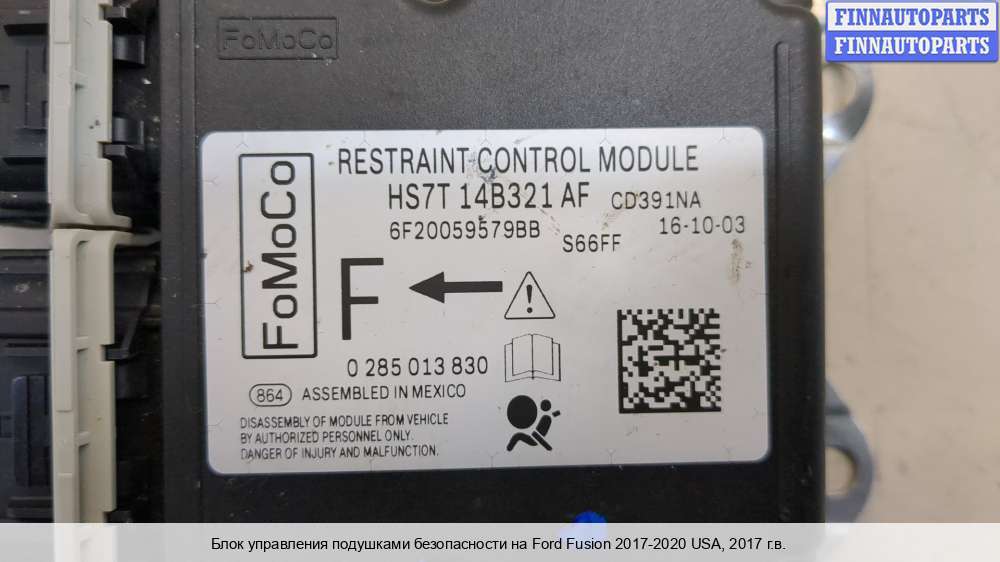 FINNAUTOPARTS
FINNAUTOPARTS
FoMoCo
FoMoCo
RESTRAINT CONTROL MODULE
HS7T 14B321 AF CD391NA
6F20059579BB S66FF 16-10-03
F
0 285 013 830
864 ASSEMBLED IN MEXICO
DISASSEMBLY OF MODULE FROM VEHICLE
BY AUTHORIZED PERSONNEL ONLY.
DANGER OF INJURY AND MALFUNCTION.
Блок управления подушками безопасности на Ford Fusion 2017-2020 USA, 2017 г.в.